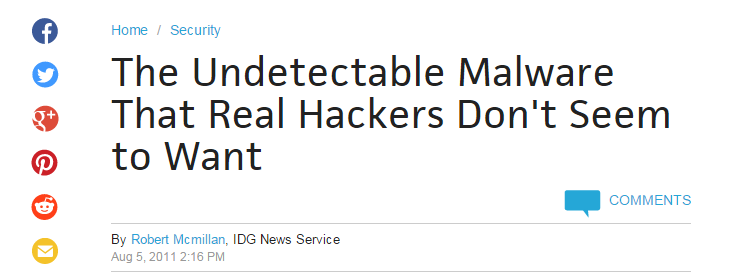 Home / Security
The Undetectable Malware
That Real Hackers Don't Seem
to Want
COMMENTS
By Robert Mcmillan, IDG News Service
Aug 5, 2011 2:16 PM